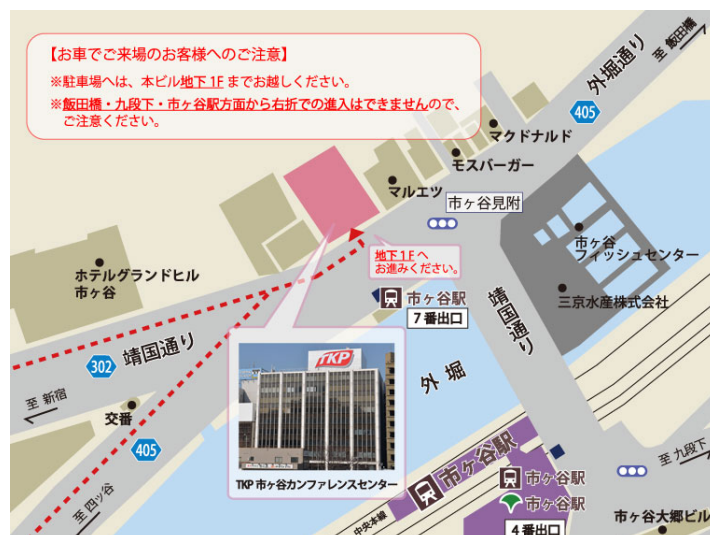 【お車でご来場のお客様へのご注意】
※駐車場へは、本ビル地下1Fまでお越しください。
※飯田橋・九段下・市ヶ谷駅方面から右折での進入はできませんので、
ご注意ください。
至 飯田橋
外堀通り
405
マクドナルド
モスバーガー
マルエツ
市ヶ谷見附
市ヶ谷
フィッシュセンター
地下1Fへ
お進みください。
ホテルグランドヒル
市ヶ谷
市ヶ谷駅
7番出口
三京水産株式会社
靖国通り
302
靖国通り
TKP
外堀
至 新宿
交番
405
至 四ッ谷
TKP 市ヶ谷カンファレンスセンター
市ヶ谷駅
中央本線
市ヶ谷駅
市ヶ谷駅
4番出口
至 九段下
市ヶ谷大郷ビル